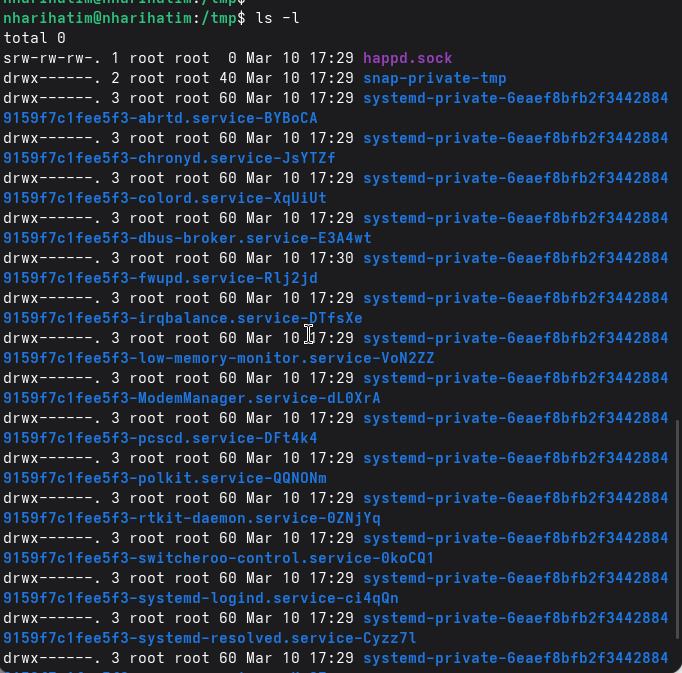 nharihatim@nharihatim:/tmp$ ls -l
total 0
srw-rw-rw-. 1 root root  0 Mar 10 17:29 happd.sock
drwx------. 2 root root 40 Mar 10 17:29 snap-private-tmp
drwx------. 3 root root 60 Mar 10 17:29 systemd-private-6eaef8bfb2f3442884
9159f7c1fee5f3-abrtd.service-BYBoCA
drwx------. 3 root root 60 Mar 10 17:29 systemd-private-6eaef8bfb2f3442884
9159f7c1fee5f3-chronyd.service-JsYTZf
drwx------. 3 root root 60 Mar 10 17:29 systemd-private-6eaef8bfb2f3442884
9159f7c1fee5f3-colord.service-XqUiUt
drwx------. 3 root root 60 Mar 10 17:29 systemd-private-6eaef8bfb2f3442884
9159f7c1fee5f3-dbus-broker.service-E3A4wt
drwx------. 3 root root 60 Mar 10 17:30 systemd-private-6eaef8bfb2f3442884
9159f7c1fee5f3-fwupd.service-Rlj2jd
drwx------. 3 root root 60 Mar 10 17:29 systemd-private-6eaef8bfb2f3442884
9159f7c1fee5f3-irqbalance.service-DTfsXe
drwx------. 3 root root 60 Mar 10 17:29 systemd-private-6eaef8bfb2f3442884
9159f7c1fee5f3-low-memory-monitor.service-VoN2ZZ
drwx------. 3 root root 60 Mar 10 17:29 systemd-private-6eaef8bfb2f3442884
9159f7c1fee5f3-ModemManager.service-dL0XrA
drwx------. 3 root root 60 Mar 10 17:29 systemd-private-6eaef8bfb2f3442884
9159f7c1fee5f3-pcscd.service-DFt4k4
drwx------. 3 root root 60 Mar 10 17:29 systemd-private-6eaef8bfb2f3442884
9159f7c1fee5f3-polkit.service-QQNONm
drwx------. 3 root root 60 Mar 10 17:29 systemd-private-6eaef8bfb2f3442884
9159f7c1fee5f3-rtkit-daemon.service-0ZNjYq
drwx------. 3 root root 60 Mar 10 17:29 systemd-private-6eaef8bfb2f3442884
9159f7c1fee5f3-switcheroo-control.service-0koCQ1
drwx------. 3 root root 60 Mar 10 17:29 systemd-private-6eaef8bfb2f3442884
9159f7c1fee5f3-systemd-logind.service-ci4qQn
drwx------. 3 root root 60 Mar 10 17:29 systemd-private-6eaef8bfb2f3442884
9159f7c1fee5f3-systemd-resolved.service-Cyzz7l
drwx------. 3 root root 60 Mar 10 17:29 systemd-private-6eaef8bfb2f3442884